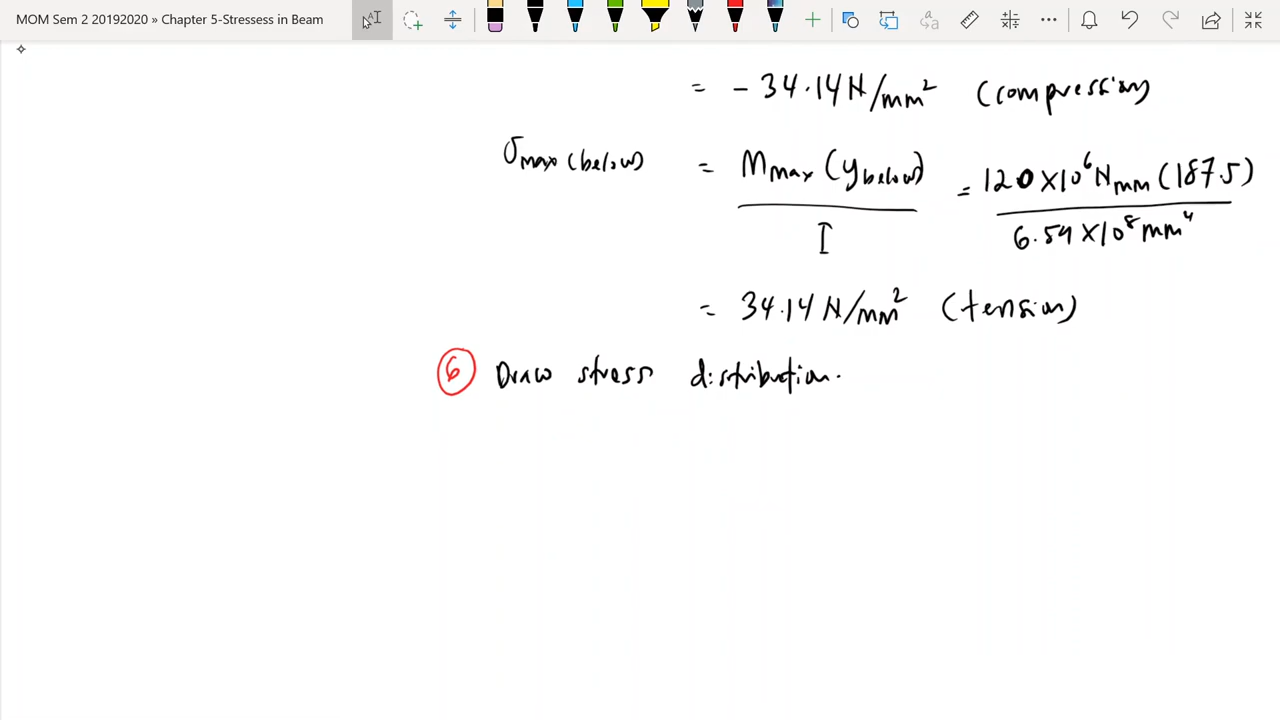 MOM Sem 2 20192020 » Chapter 5-Stressess in Beam
= - 34.14 N/mm² (compression)
σmax (below) = Mmax (ybelow) / I = 120 x 10⁶ Nmm (187.5) / 6.59 x 10⁸ mm⁴
= 34.14 N/mm² (tension)
6 Draw stress distribution.